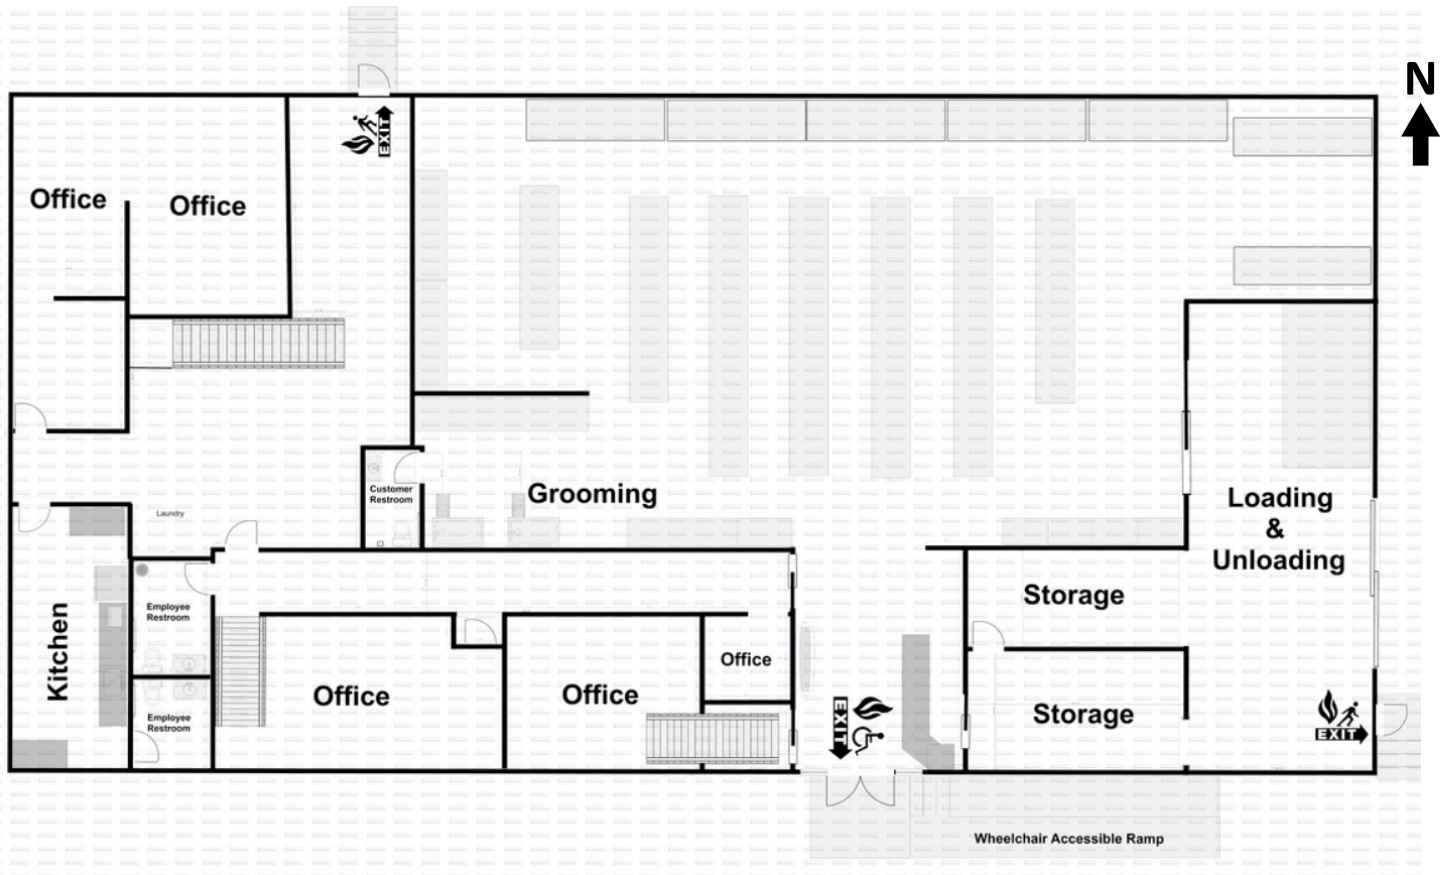 N
EXIT
Office
Office
Customer
Restroom
Grooming
Loading
&
Unloading
Laundry
Storage
Employee
Restroom
Kitchen
Office
Office
Office
Storage
Employee
Restroom
EXIT
EXIT
Wheelchair Accessible Ramp